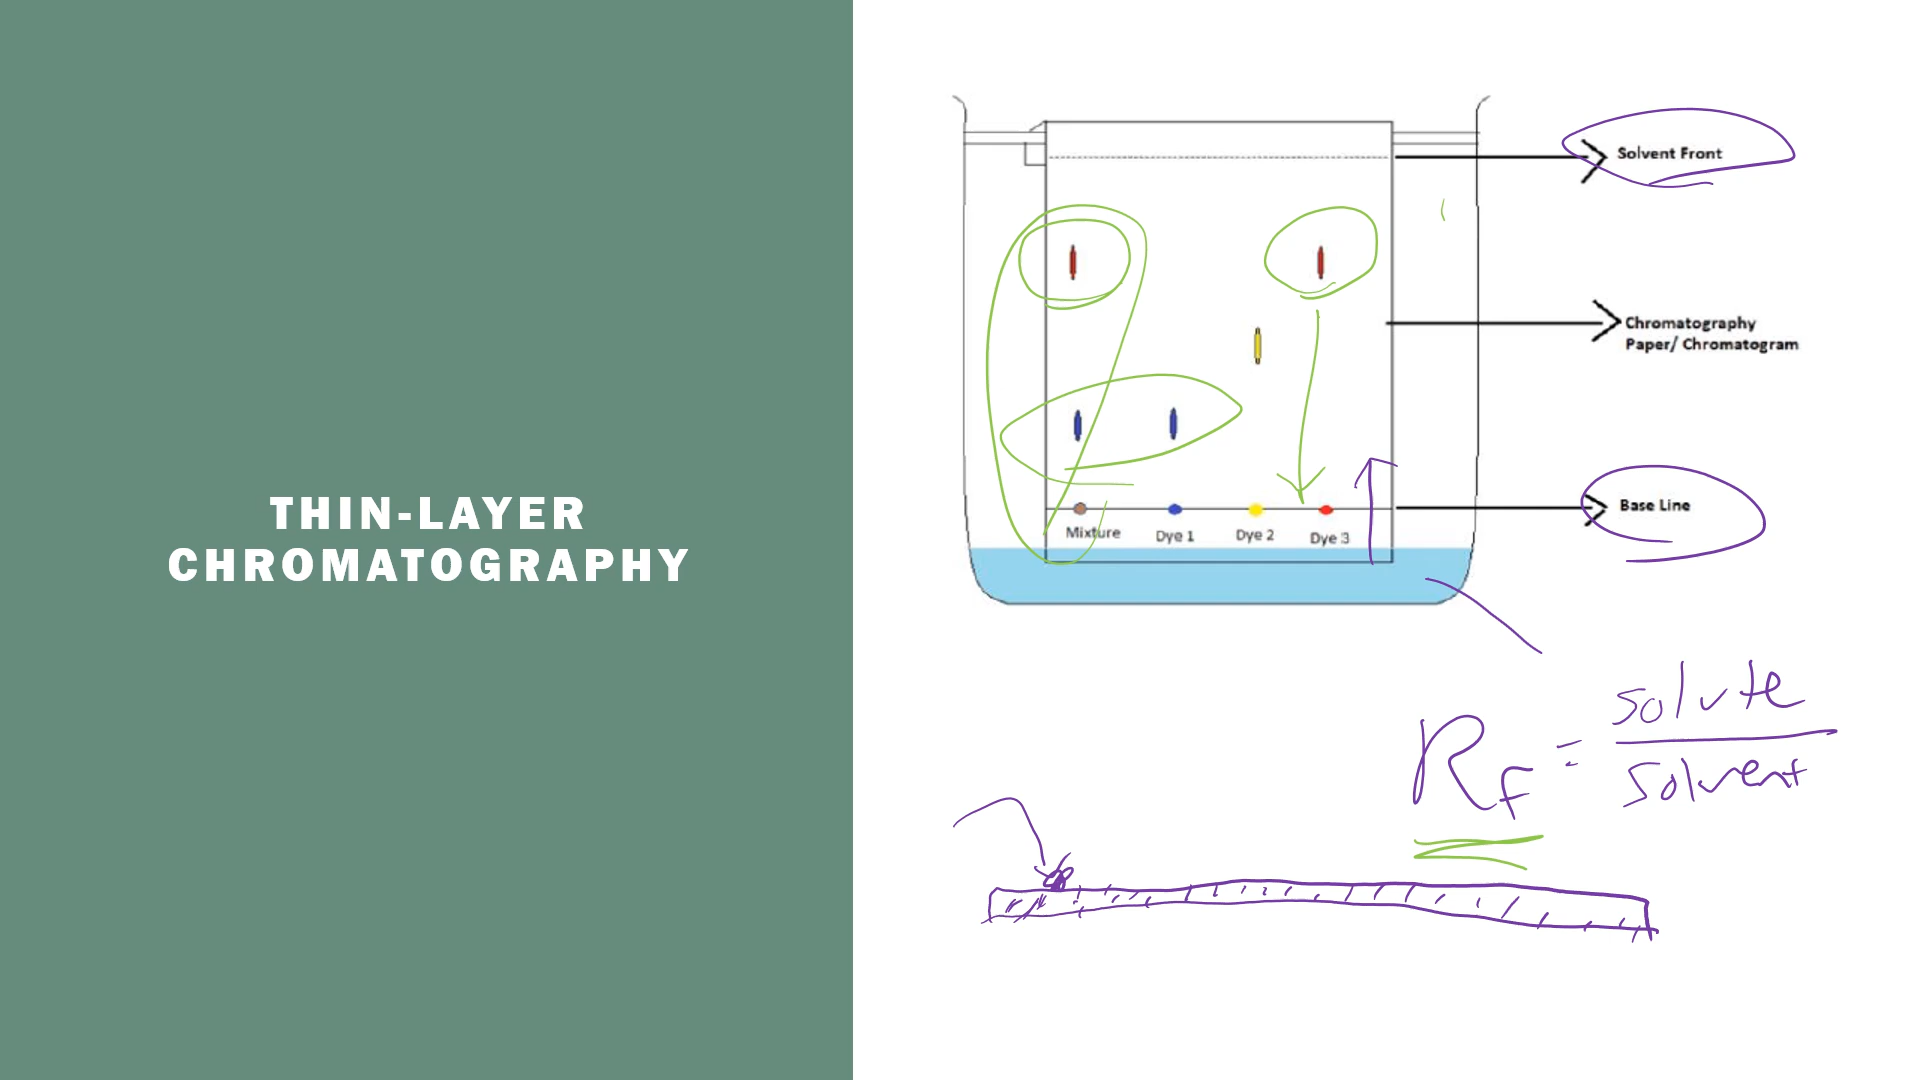 THIN-LAYER
CHROMATOGRAPHY
Solvent Front
Chromatography
Paper/ Chromatogram
Base Line
Mixture
Dye 1
Dye 2
Dye 3
Rf = solute
solvent